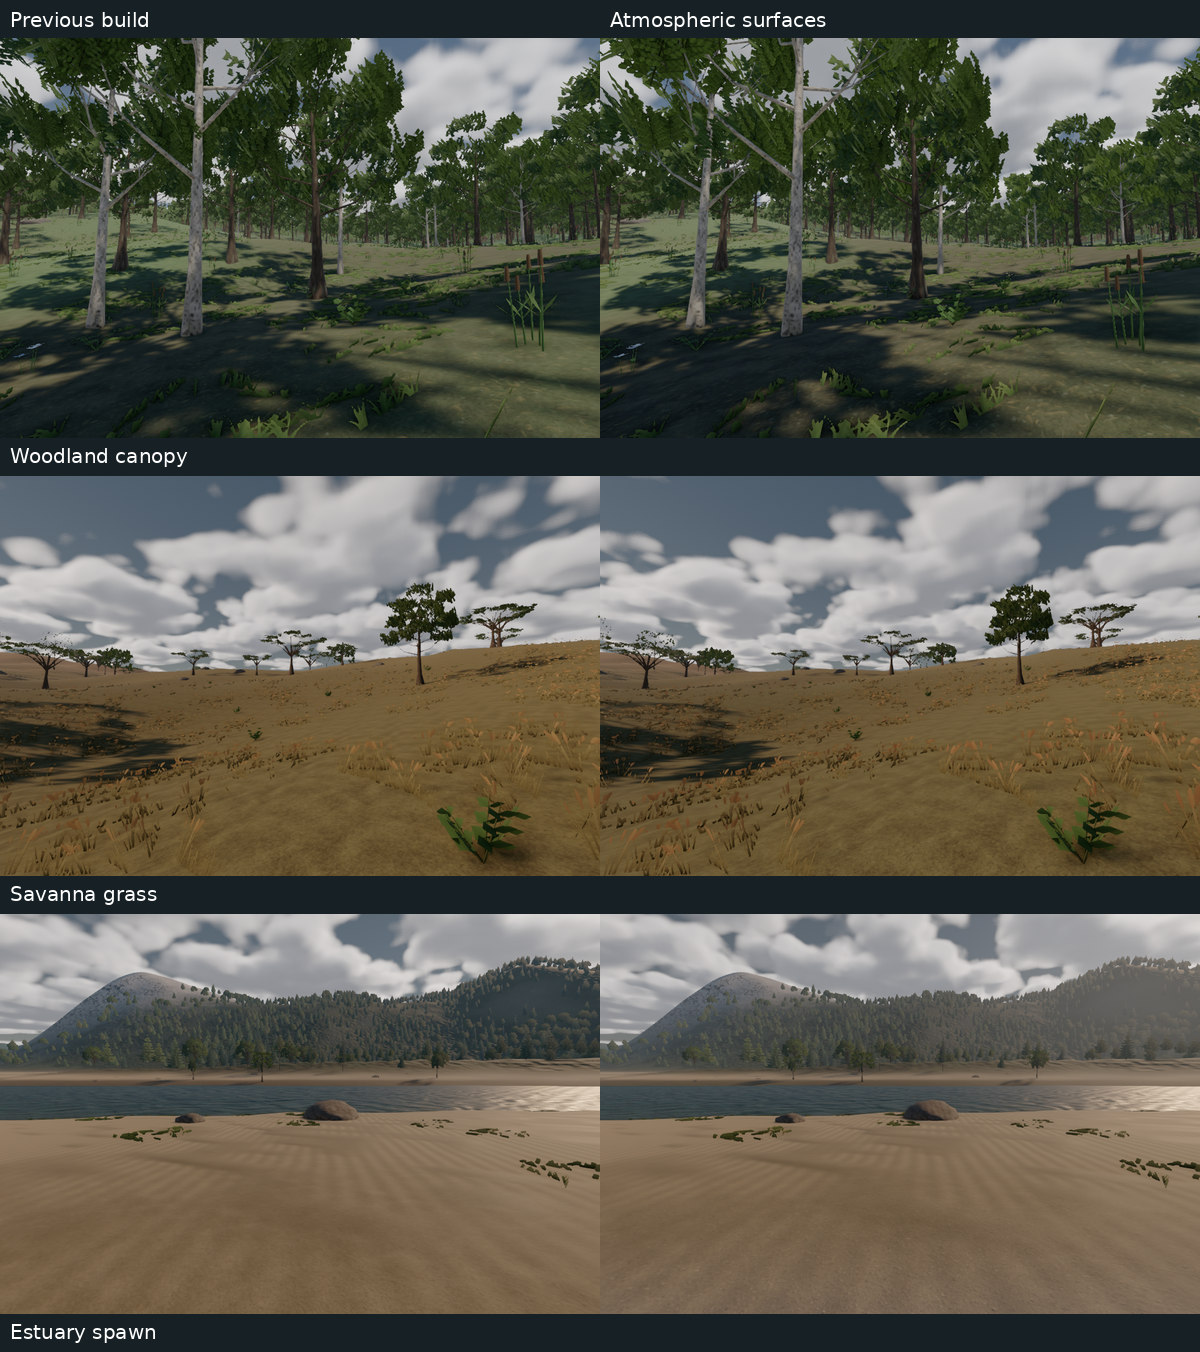 Previous build
Atmospheric surfaces
Woodland canopy
Savanna grass
Estuary spawn